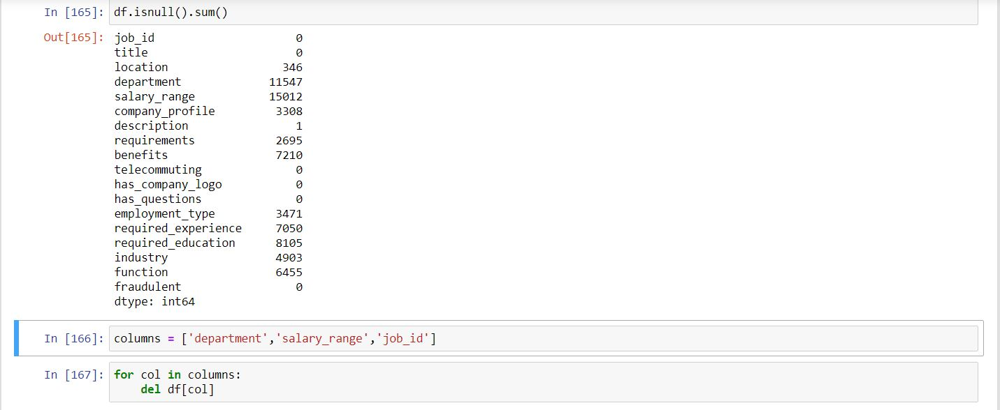 In [165]: df.isnull().sum()
Out[165]: job_id 0
title 0
location 346
department 11547
salary_range 15012
company_profile 3308
description 1
requirements 2695
benefits 7210
telecommuting 0
has_company_logo 0
has_questions 0
employment_type 3471
required_experience 7050
required_education 8105
industry 4903
function 6455
fraudulent 0
dtype: int64
In [166]: columns = ['department','salary_range','job_id']
In [167]: for col in columns:
    del df[col]